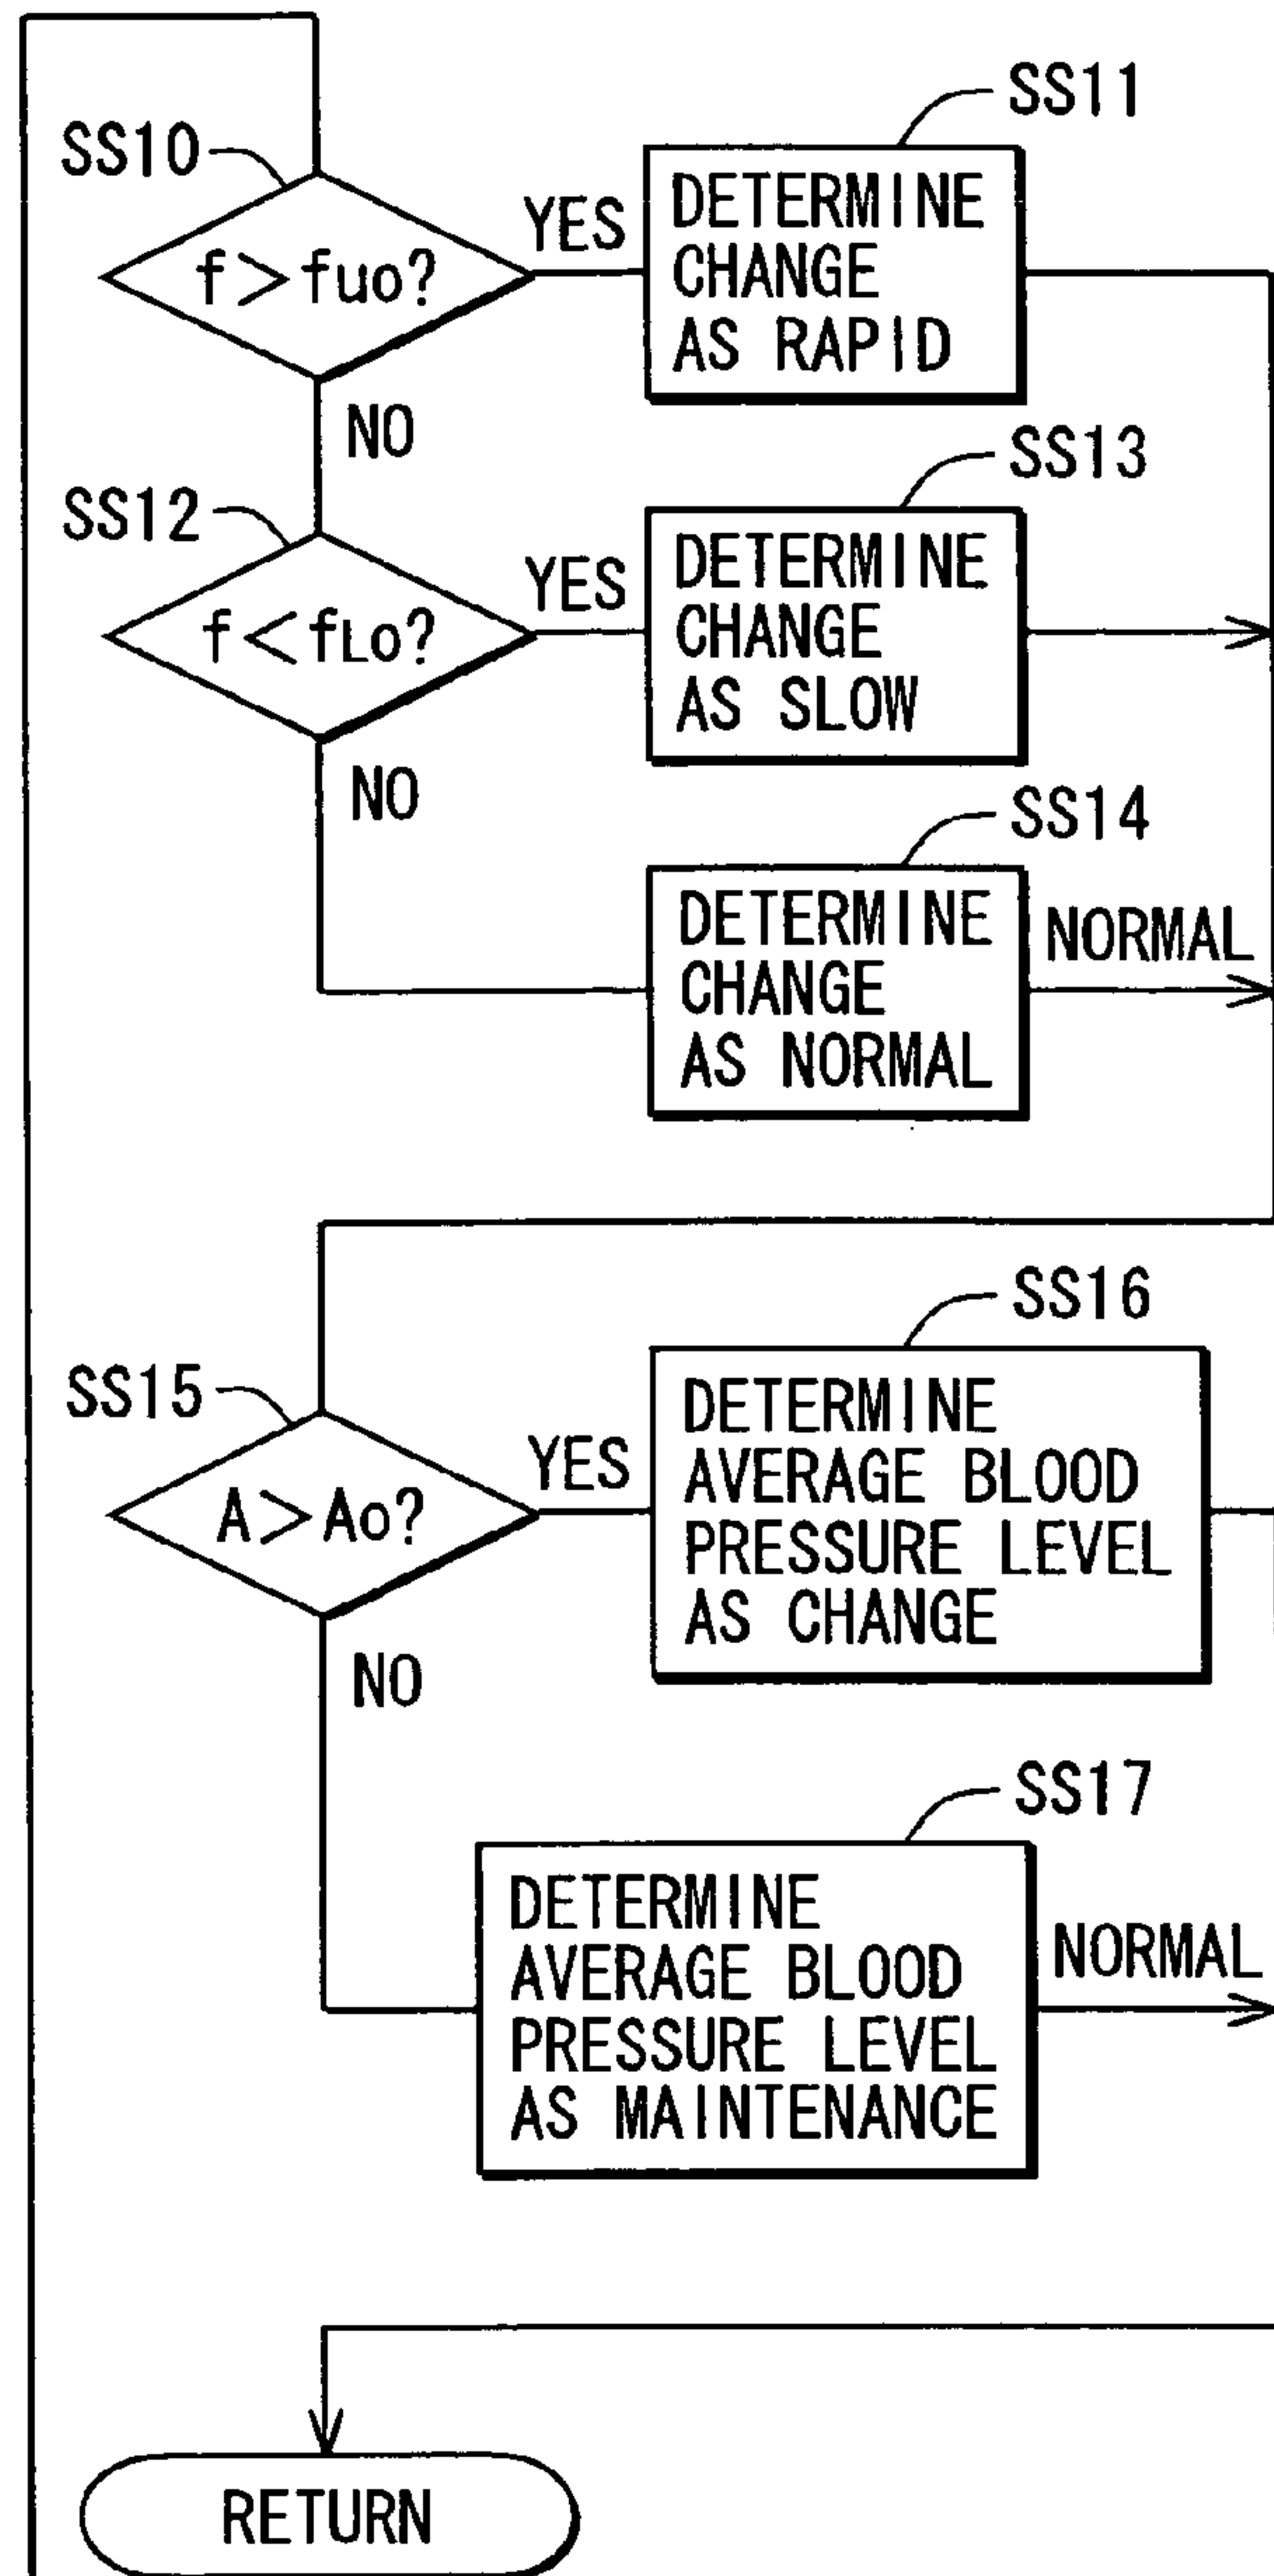 SS10
f>fuo?
YES
SS11
DETERMINE
CHANGE
AS RAPID
NO
SS12
f<fLo?
YES
SS13
DETERMINE
CHANGE
AS SLOW
NO
SS14
DETERMINE
CHANGE
AS NORMAL
NORMAL
SS15
A>Ao?
YES
SS16
DETERMINE
AVERAGE BLOOD
PRESSURE LEVEL
AS CHANGE
NO
SS17
DETERMINE
AVERAGE BLOOD
PRESSURE LEVEL
AS MAINTENANCE
NORMAL
RETURN